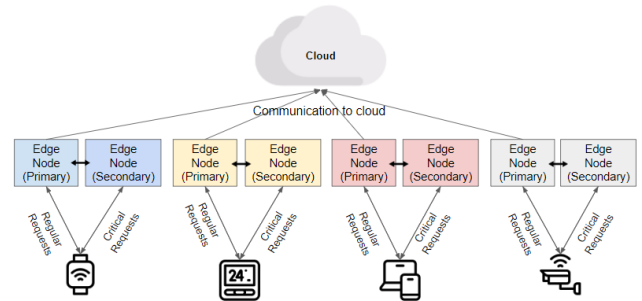 Cloud
Communication to cloud
Edge
Node
(Primary)
Edge
Node
(Secondary)
Edge
Node
(Primary)
Edge
Node
(Secondary)
Edge
Node
(Primary)
Edge
Node
(Secondary)
Edge
Node
(Primary)
Edge
Node
(Secondary)
Regular
Requests
Critical
Requests
Regular
Requests
Critical
Requests
Regular
Requests
Critical
Requests
Regular
Requests
Critical
Requests
24°